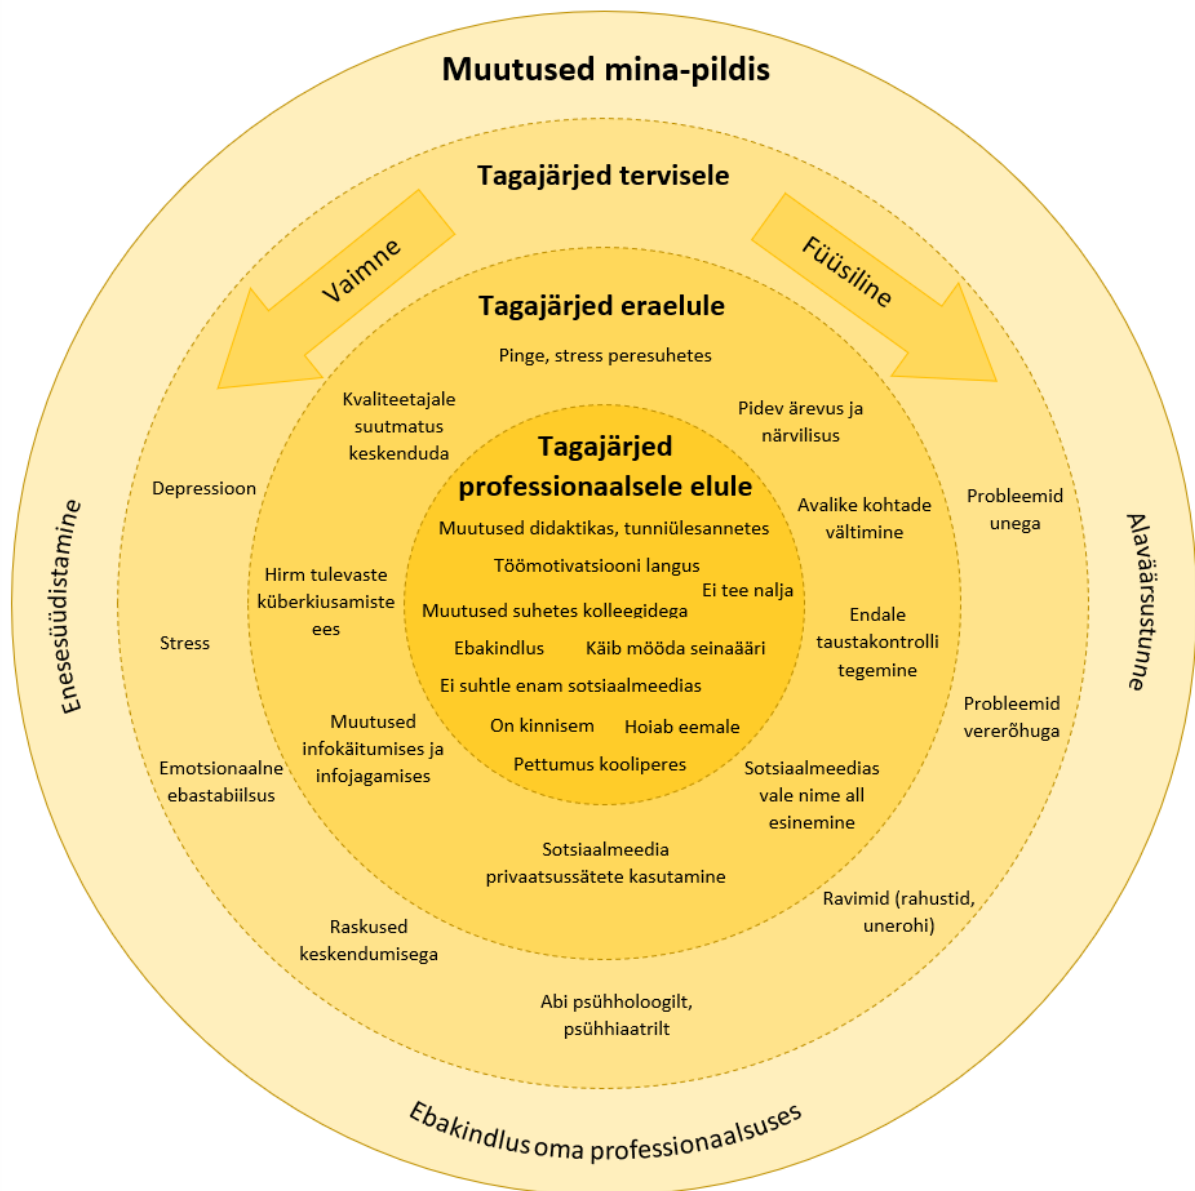 Muutused mina-pildis
Tagajärjed tervisele
Vaimne
Füüsiline
Tagajärjed eraelule
Pinge, stress peresuhetes
Kvaliteetajale
suutmatus
keskenduda
Pidev ärevus ja
närvilisus
Tagajärjed
professionaalsele elule
Depressioon
Avalike kohtade
vältimine
Probleemid
unega
Muutused didaktikas, tunniülesannetes
Töömotivatsiooni langus
Ei tee nalja
Muutused suhetes kolleegidega
Ebakindlus
Käib mööda seinaääri
Ei suhtle enam sotsiaalmeedias
On kinnisem
Hoiab eemale
Pettumus kooliperes
Hirm tulevaste
küberkiusamiste
ees
Endale
taustakontrolli
tegemine
Enesesüüdistamine
Alaväärsustunne
Stress
Probleemid
vererõhuga
Muutused
infokäitumises ja
infojagamises
Emotsionaalne
ebastabiilsus
Sotsiaalmeedias
vale nime all
esinemine
Sotsiaalmeedia
privaatsussätete kasutamine
Ravimid (rahustid,
unerohi)
Raskused
keskendumisega
Abi psühholoogilt,
psühhiaatrilt
Ebakindlus oma professionaalsuses